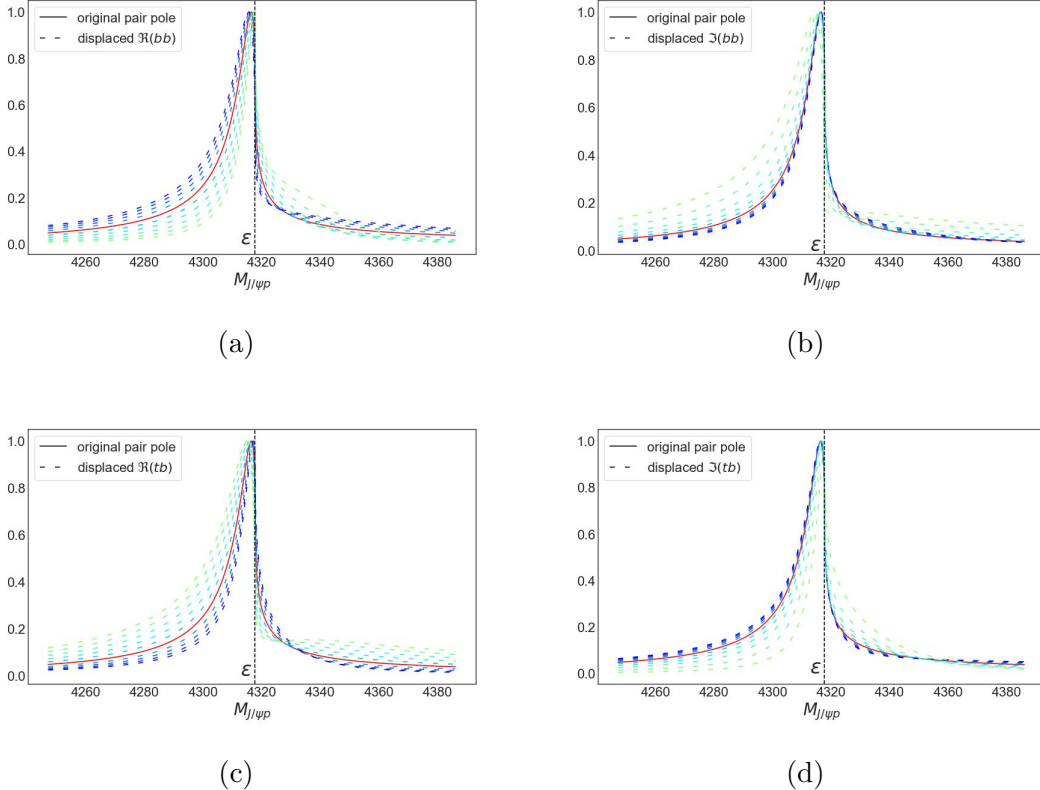 1.0
0.8
0.6
0.4
0.2
0.0
original pair pole
displaced ℜ(bb)
ε
4260 4280 4300 4320 4340 4360 4380
M_{J/ψp}
(a)
1.0
0.8
0.6
0.4
0.2
0.0
original pair pole
displaced ℑ(bb)
ε
4260 4280 4300 4320 4340 4360 4380
M_{J/ψp}
(b)
1.0
0.8
0.6
0.4
0.2
0.0
original pair pole
displaced ℜ(tb)
ε
4260 4280 4300 4320 4340 4360 4380
M_{J/ψp}
(c)
1.0
0.8
0.6
0.4
0.2
0.0
original pair pole
displaced ℑ(tb)
ε
4260 4280 4300 4320 4340 4360 4380
M_{J/ψp}
(d)